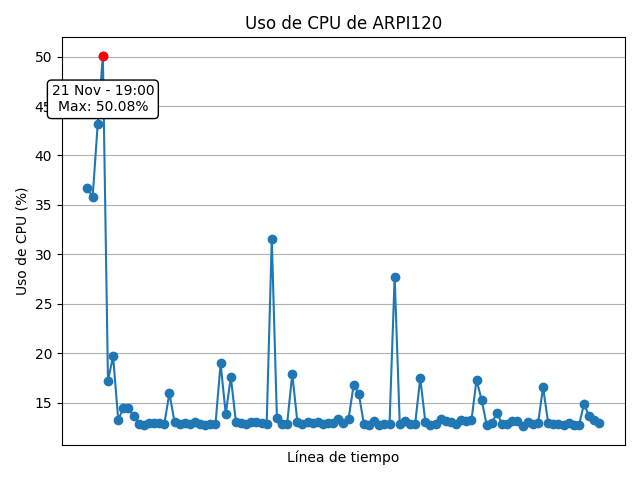 Uso de CPU de ARPI120
50
21 Nov - 19:00
Max: 50.08%
45
40
35
30
25
20
15
Uso de CPU (%)
Línea de tiempo